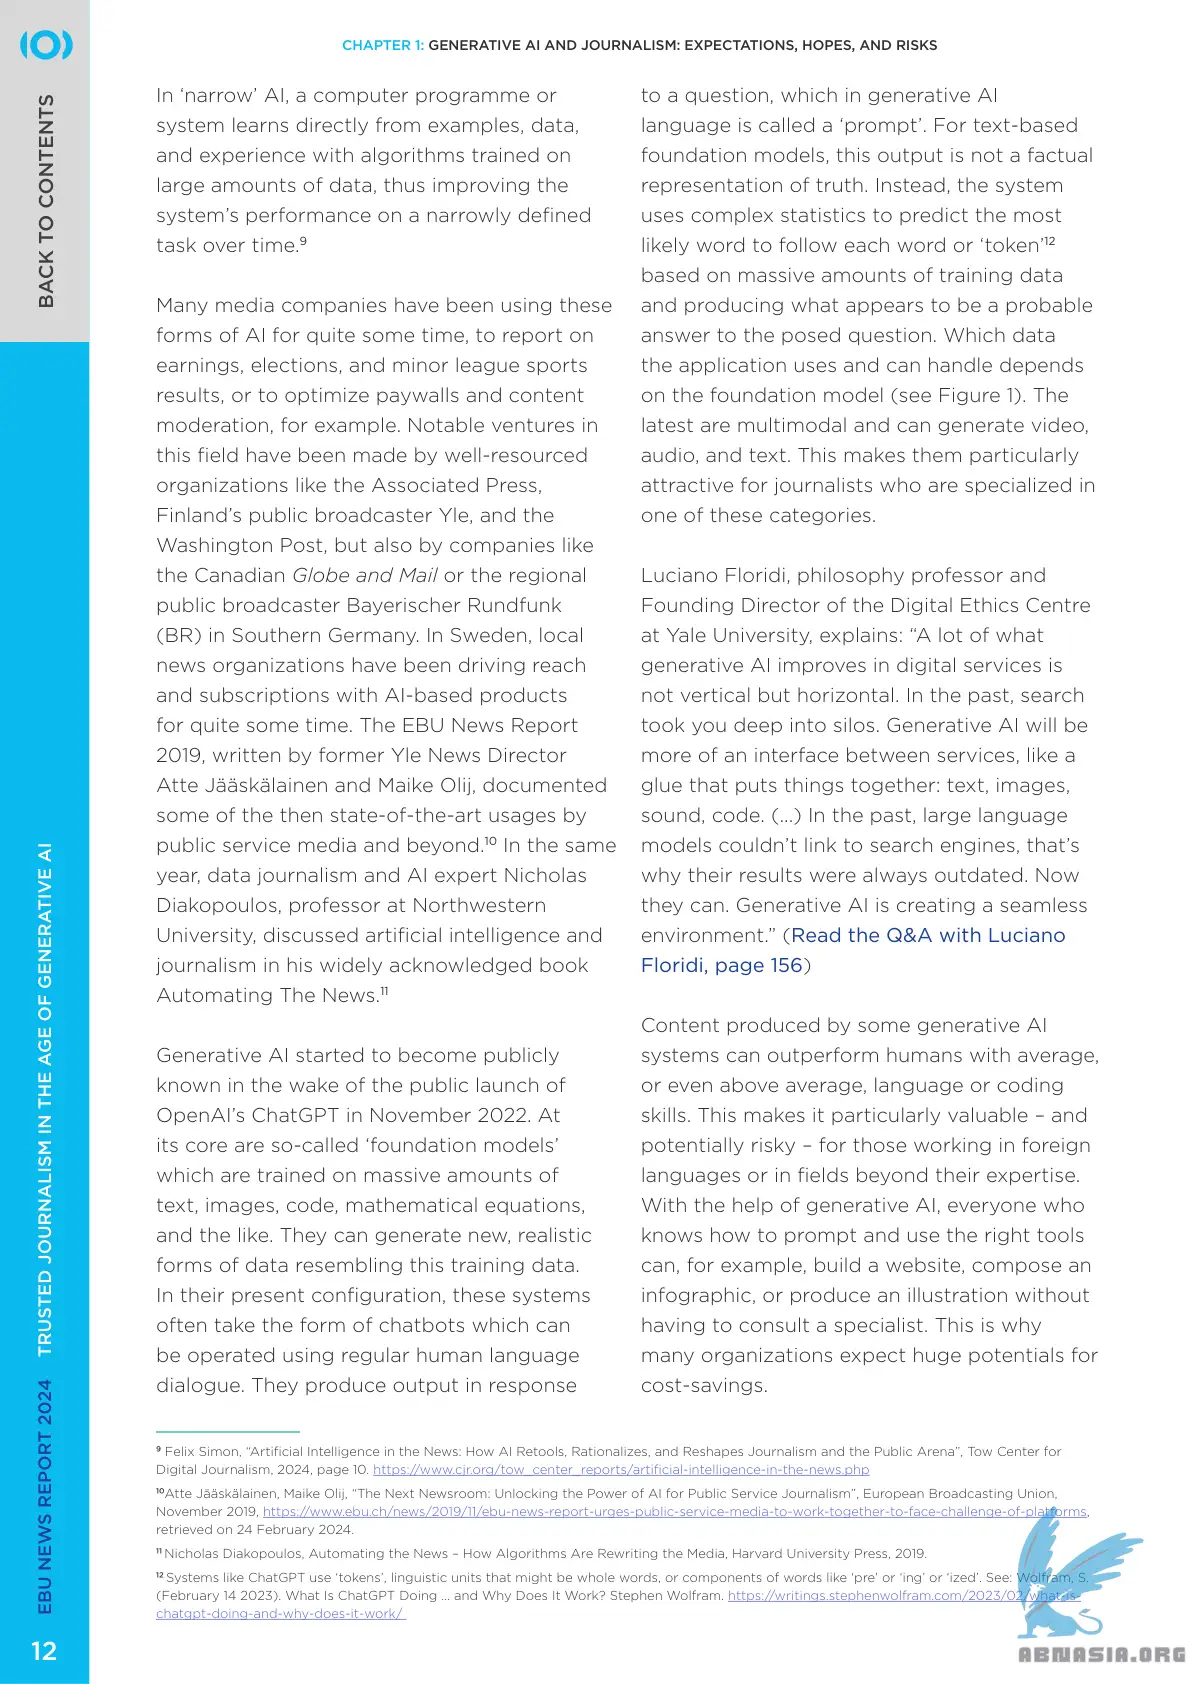 CHAPTER 1: GENERATIVE AI AND JOURNALISM: EXPECTATIONS, HOPES, AND RISKS
BACK TO CONTENTS
In ‘narrow’ AI, a computer programme or
system learns directly from examples, data,
and experience with algorithms trained on
large amounts of data, thus improving the
system’s performance on a narrowly defined
task over time.⁹
Many media companies have been using these
forms of AI for quite some time, to report on
earnings, elections, and minor league sports
results, or to optimize paywalls and content
moderation, for example. Notable ventures in
this field have been made by well-resourced
organizations like the Associated Press,
Finland’s public broadcaster Yle, and the
Washington Post, but also by companies like
the Canadian Globe and Mail or the regional
public broadcaster Bayerischer Rundfunk
(BR) in Southern Germany. In Sweden, local
news organizations have been driving reach
and subscriptions with AI-based products
for quite some time. The EBU News Report
2019, written by former Yle News Director
Atte Jääskälainen and Maike Olij, documented
some of the then state-of-the-art usages by
public service media and beyond.¹⁰ In the same
year, data journalism and AI expert Nicholas
Diakopoulos, professor at Northwestern
University, discussed artificial intelligence and
journalism in his widely acknowledged book
Automating The News.¹¹
Generative AI started to become publicly
known in the wake of the public launch of
OpenAI’s ChatGPT in November 2022. At
its core are so-called ‘foundation models’
which are trained on massive amounts of
text, images, code, mathematical equations,
and the like. They can generate new, realistic
forms of data resembling this training data.
In their present configuration, these systems
often take the form of chatbots which can
be operated using regular human language
dialogue. They produce output in response
to a question, which in generative AI
language is called a ‘prompt’. For text-based
foundation models, this output is not a factual
representation of truth. Instead, the system
uses complex statistics to predict the most
likely word to follow each word or ‘token’¹²
based on massive amounts of training data
and producing what appears to be a probable
answer to the posed question. Which data
the application uses and can handle depends
on the foundation model (see Figure 1). The
latest are multimodal and can generate video,
audio, and text. This makes them particularly
attractive for journalists who are specialized in
one of these categories.
Luciano Floridi, philosophy professor and
Founding Director of the Digital Ethics Centre
at Yale University, explains: “A lot of what
generative AI improves in digital services is
not vertical but horizontal. In the past, search
took you deep into silos. Generative AI will be
more of an interface between services, like a
glue that puts things together: text, images,
sound, code. (...) In the past, large language
models couldn’t link to search engines, that’s
why their results were always outdated. Now
they can. Generative AI is creating a seamless
environment.” (Read the Q&A with Luciano
Floridi, page 156)
Content produced by some generative AI
systems can outperform humans with average,
or even above average, language or coding
skills. This makes it particularly valuable – and
potentially risky – for those working in foreign
languages or in fields beyond their expertise.
With the help of generative AI, everyone who
knows how to prompt and use the right tools
can, for example, build a website, compose an
infographic, or produce an illustration without
having to consult a specialist. This is why
many organizations expect huge potentials for
cost-savings.
⁹ Felix Simon, “Artificial Intelligence in the News: How AI Retools, Rationalizes, and Reshapes Journalism and the Public Arena”, Tow Center for
Digital Journalism, 2024, page 10. https://www.cjr.org/tow_center_reports/artificial-intelligence-in-the-news.php
¹⁰Atte Jääskälainen, Maike Olij, “The Next Newsroom: Unlocking the Power of AI for Public Service Journalism”, European Broadcasting Union,
November 2019, https://www.ebu.ch/news/2019/11/ebu-news-report-urges-public-service-media-to-work-together-to-face-challenge-of-platforms,
retrieved on 24 February 2024.
¹¹ Nicholas Diakopoulos, Automating the News – How Algorithms Are Rewriting the Media, Harvard University Press, 2019.
¹² Systems like ChatGPT use ‘tokens’, linguistic units that might be whole words, or components of words like ‘pre’ or ‘ing’ or ‘ized’. See: Wolfram, S.
(February 14 2023). What Is ChatGPT Doing ... and Why Does It Work? Stephen Wolfram. https://writings.stephenwolfram.com/2023/02/what-is-
chatgpt-doing-and-why-does-it-work/
EBU NEWS REPORT 2024 TRUSTED JOURNALISM IN THE AGE OF GENERATIVE AI
12
ABNASIA.ORG